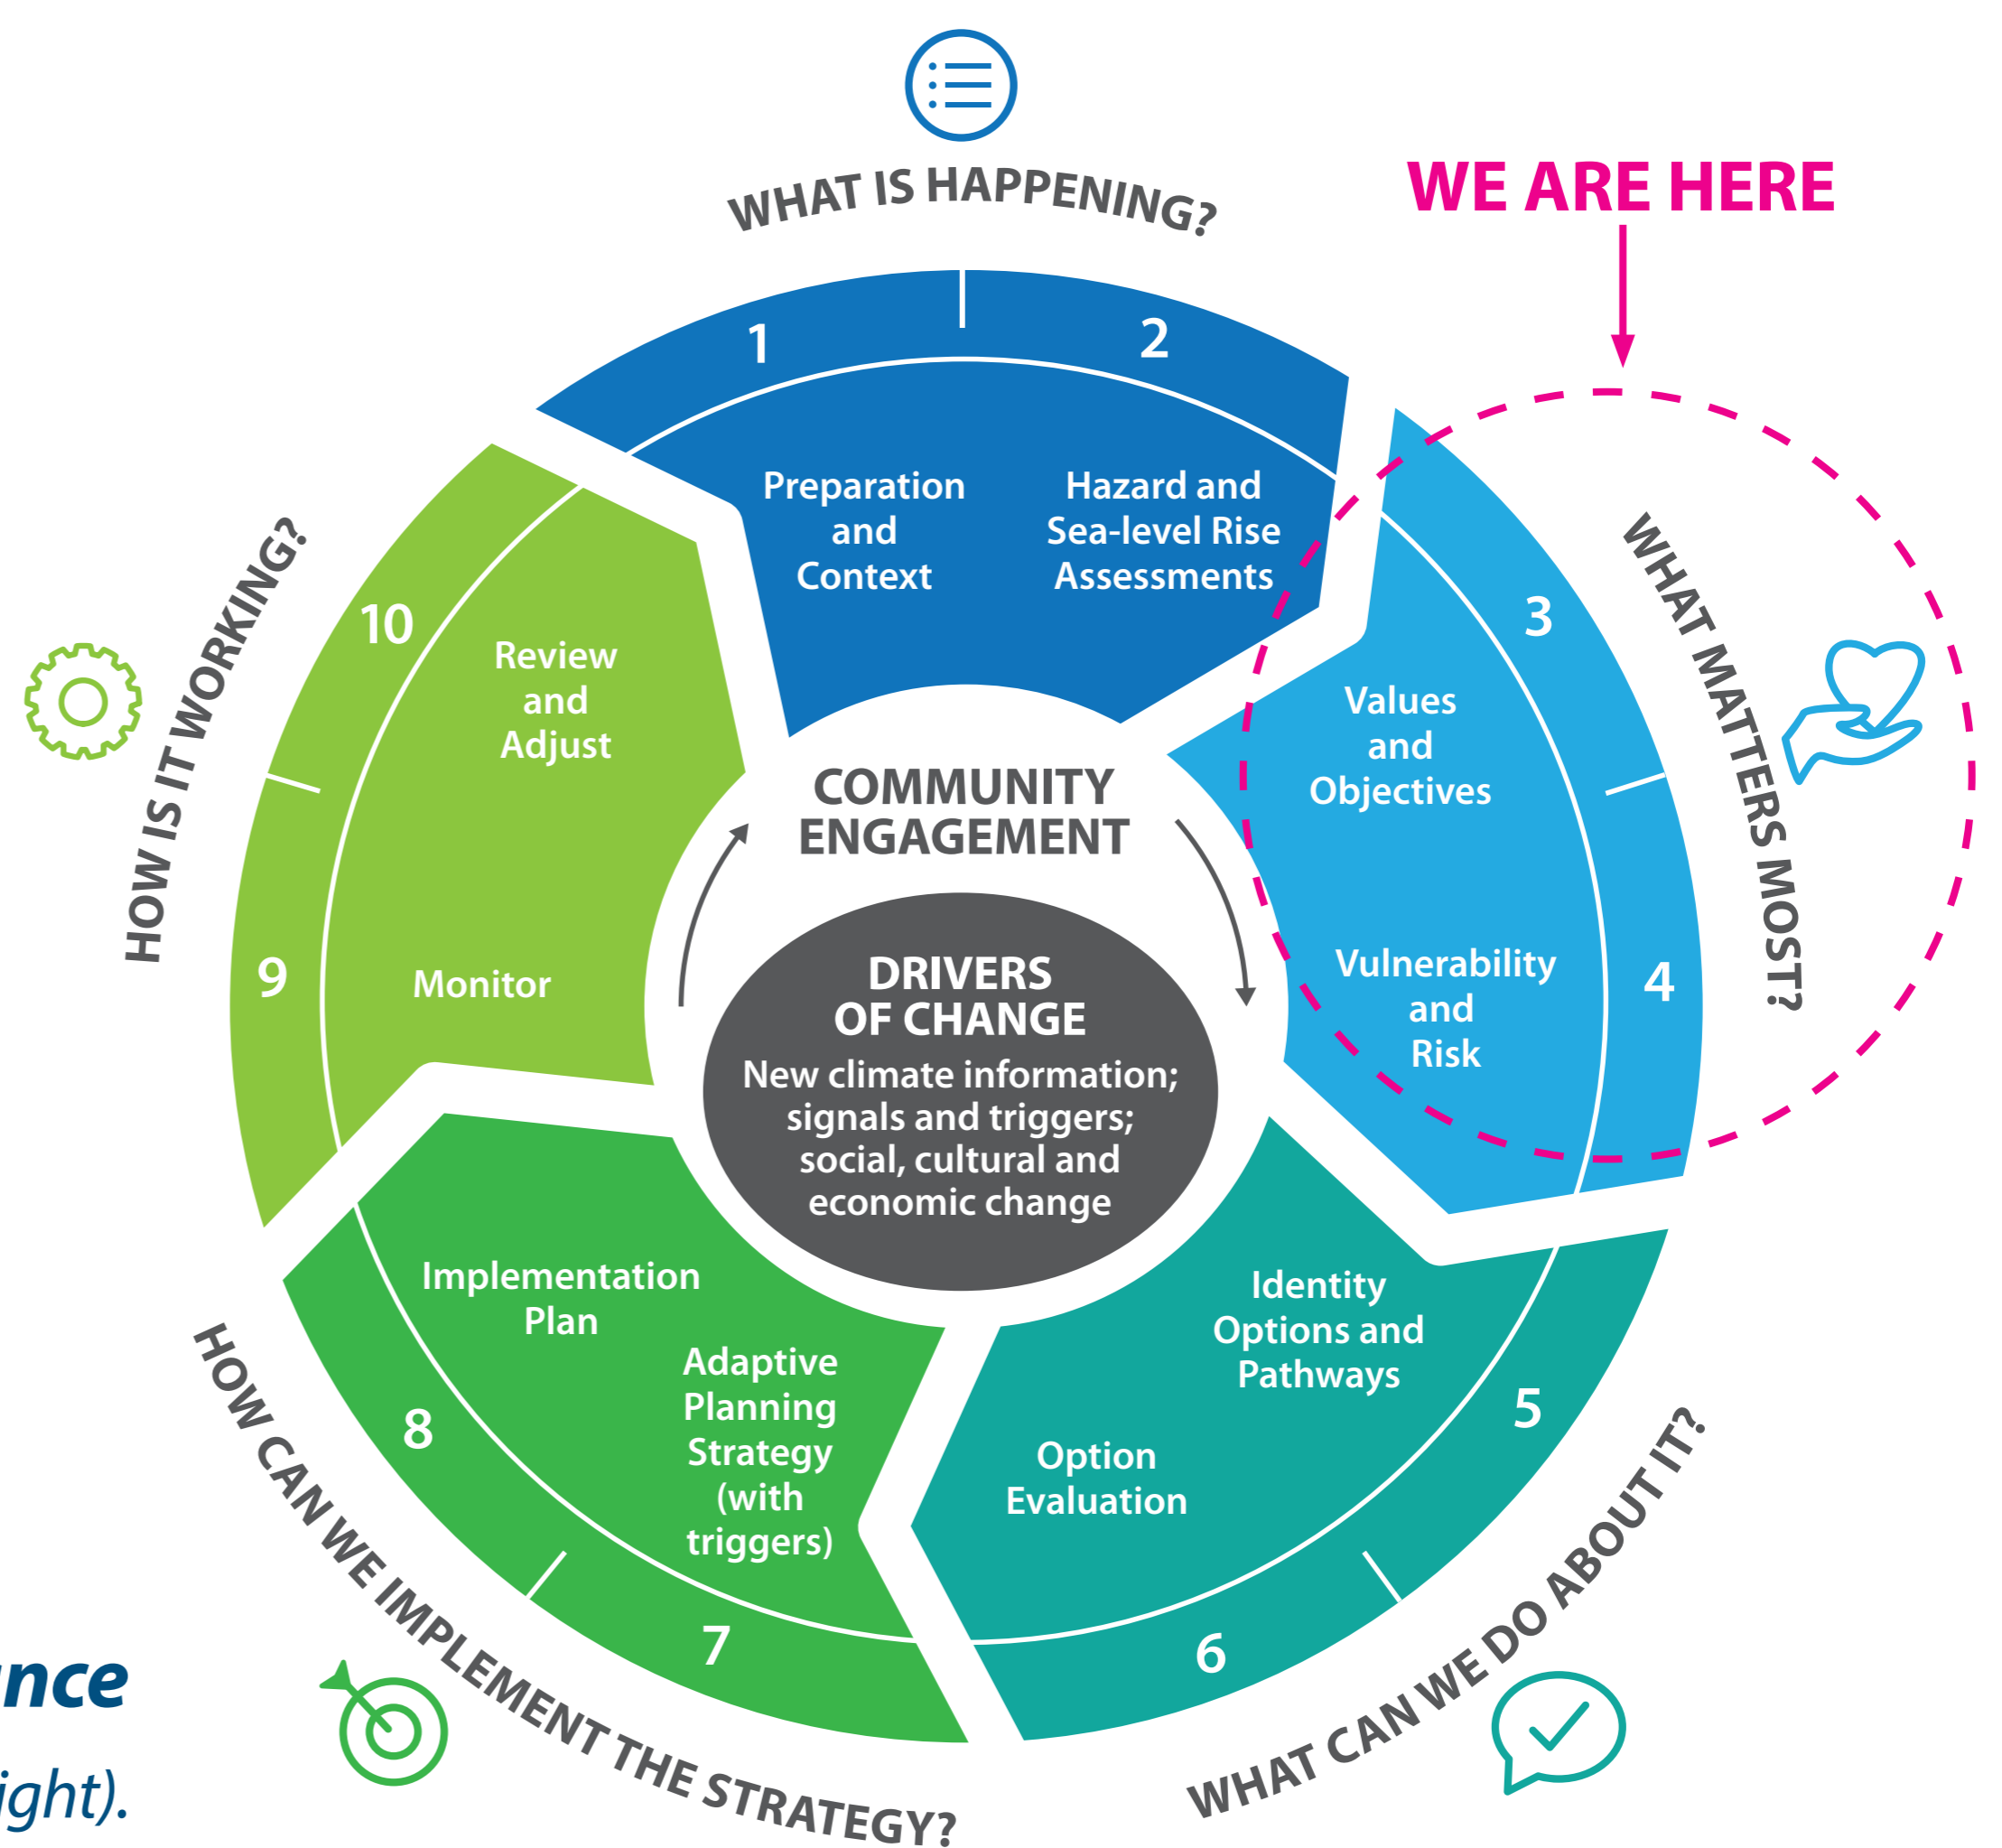 WHAT IS HAPPENING?
WE ARE HERE
1
2
Preparation
and
Context
Hazard and
Sea-level Rise
Assessments
WHAT MATTERS MOST?
3
Values
and
Objectives
4
Vulnerability
and
Risk
WHAT CAN WE DO ABOUT IT?
5
Identity
Options and
Pathways
6
Option
Evaluation
HOW CAN WE IMPLEMENT THE STRATEGY?
7
Adaptive
Planning
Strategy
(with
triggers)
8
Implementation
Plan
HOW IS IT WORKING?
9
Monitor
10
Review
and
Adjust
COMMUNITY
ENGAGEMENT
DRIVERS
OF CHANGE
New climate information;
signals and triggers;
social, cultural and
economic change